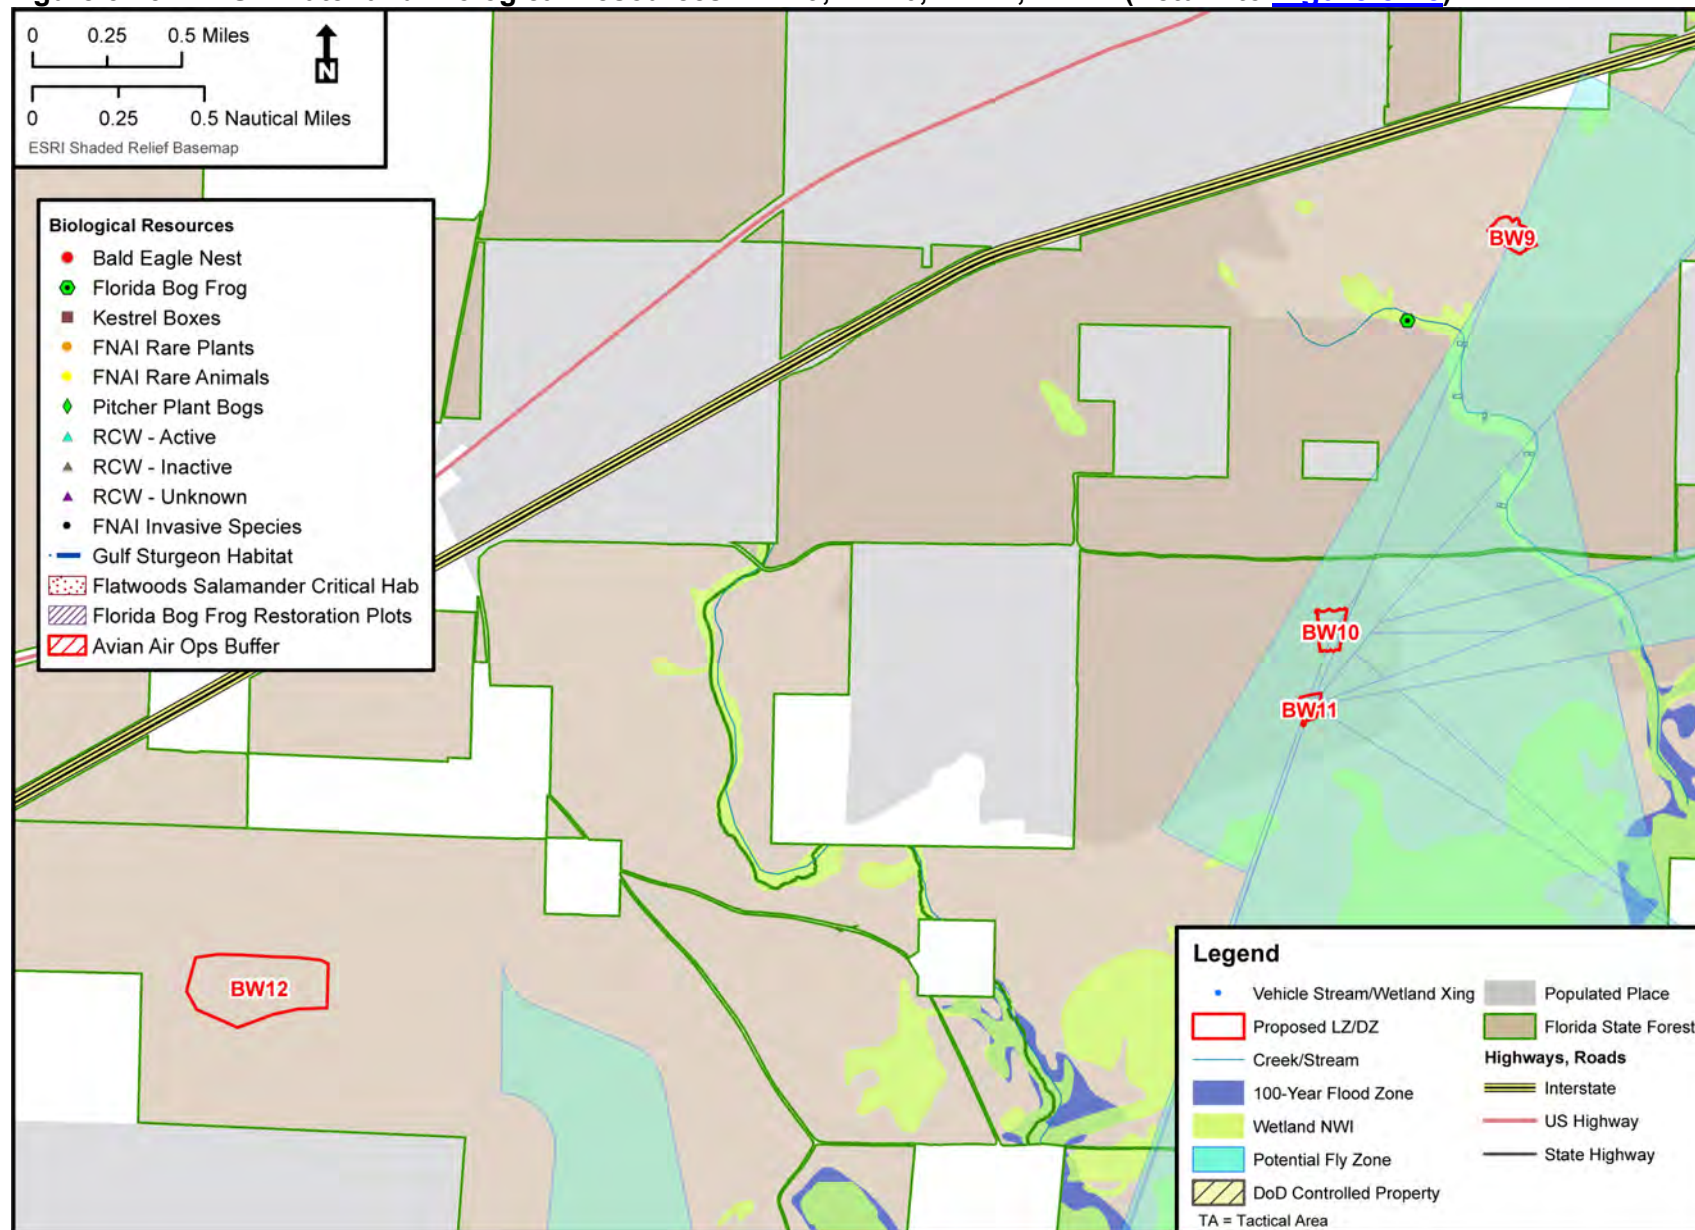 0 0.25 0.5 Miles
N
0 0.25 0.5 Nautical Miles
ESRI Shaded Relief Basemap
Biological Resources
Bald Eagle Nest
Florida Bog Frog
Kestrel Boxes
FNAI Rare Plants
FNAI Rare Animals
Pitcher Plant Bogs
RCW - Active
RCW - Inactive
RCW - Unknown
FNAI Invasive Species
Gulf Sturgeon Habitat
Flatwoods Salamander Critical Hab
Florida Bog Frog Restoration Plots
Avian Air Ops Buffer
BW9
BW10
BW11
BW12
Legend
Vehicle Stream/Wetland Xing
Proposed LZ/DZ
Creek/Stream
100-Year Flood Zone
Wetland NWI
Potential Fly Zone
DoD Controlled Property
TA = Tactical Area
Populated Place
Florida State Forest
Highways, Roads
Interstate
US Highway
State Highway